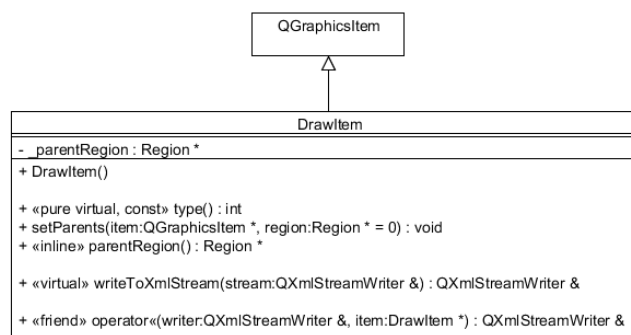 QGraphicsItem
DrawItem
- _parentRegion : Region *
+ DrawItem()
+ «pure virtual, const» type() : int
+ setParents(item:QGraphicsItem *, region:Region * = 0) : void
+ «inline» parentRegion() : Region *
+ «virtual» writeToXmlStream(stream:QXmlStreamWriter &) : QXmlStreamWriter &
+ «friend» operator«(writer:QXmlStreamWriter &, item:DrawItem *) : QXmlStreamWriter &